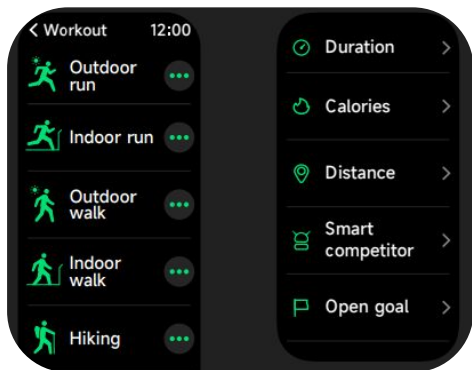 Workout 12:00
Outdoor
run
Indoor run
Outdoor
walk
Indoor
walk
Hiking
Duration
Calories
Distance
Smart
competitor
Open goal